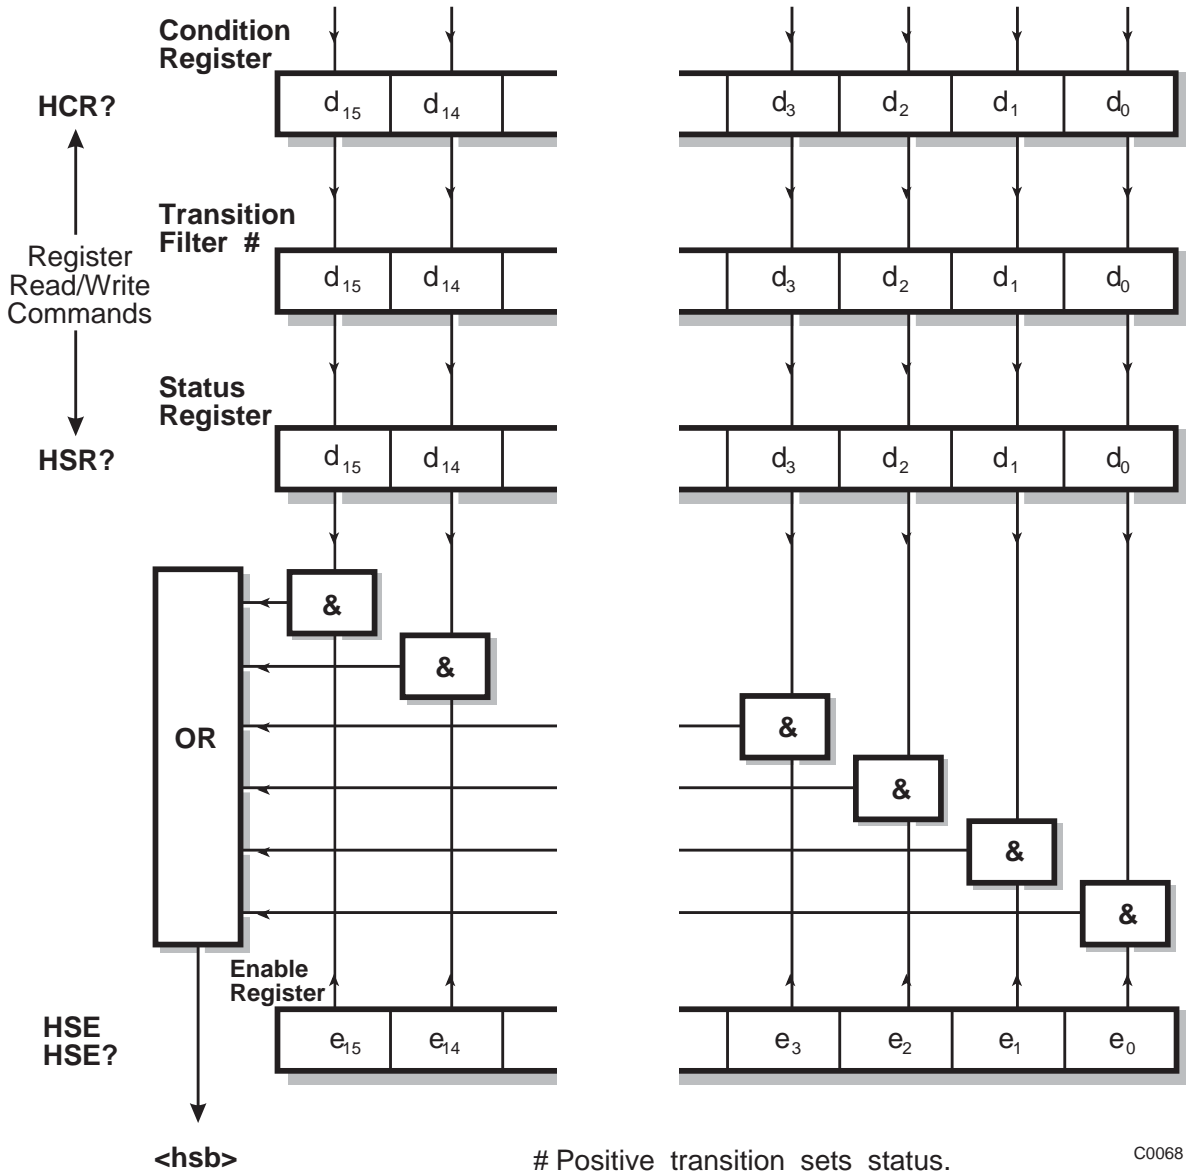 Condition
Register
HCR?
d15 d14 d3 d2 d1 d0
Transition
Filter #
Register
Read/Write
Commands
d15 d14 d3 d2 d1 d0
Status
Register
HSR?
d15 d14 d3 d2 d1 d0
&
&
&
&
&
&
OR
Enable
Register
HSE
HSE?
e15 e14 e3 e2 e1 e0
<hsb>
# Positive transition sets status.
C0068